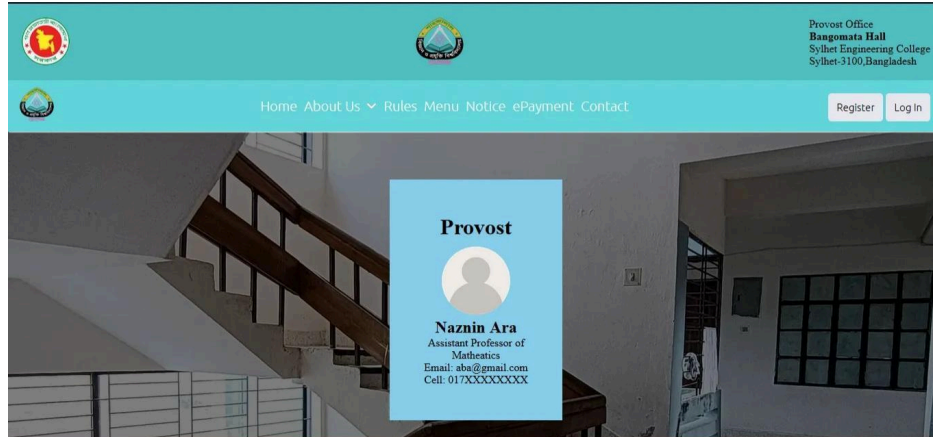 Provost Office
Bangomata Hall
Sylhet Engineering College
Sylhet-3100,Bangladesh
Home About Us Rules Menu Notice ePayment Contact
Register Log In
Provost
Naznin Ara
Assistant Professor of
Matheatics
Email: aba@gmail.com
Cell: 017XXXXXXXX